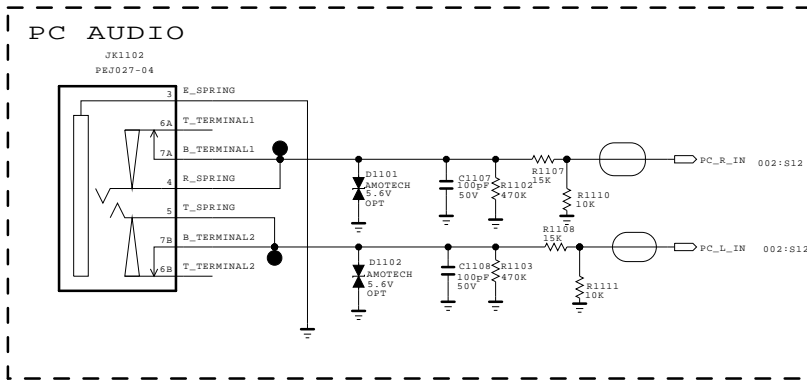 PC AUDIO
JK1102
PEJ027-04
3 E_SPRING
6A T_TERMINAL1
7A B_TERMINAL1
4 R_SPRING
5 T_SPRING
7B B_TERMINAL2
6B T_TERMINAL2
D1101
AMOTECH
5.6V
OPT
C1107
100pF
50V
R1102
470K
R1107
15K
R1110
10K
PC_R_IN 002:S12
D1102
AMOTECH
5.6V
OPT
C1108
100pF
50V
R1103
470K
R1108
15K
R1111
10K
PC_L_IN 002:S12